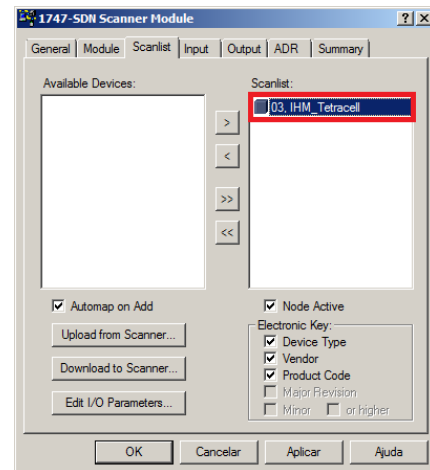 1747-SDN Scanner Module
General Module Scanlist Input Output ADR Summary
Available Devices: Scanlist:
03, IHM_Tetracell
>
<
>>
<<
Automap on Add Node Active
Upload from Scanner...
Download to Scanner...
Edit I/O Parameters...
Electronic Key:
Device Type
Vendor
Product Code
Major Revision
Minor or higher
OK Cancelar Aplicar Ajuda